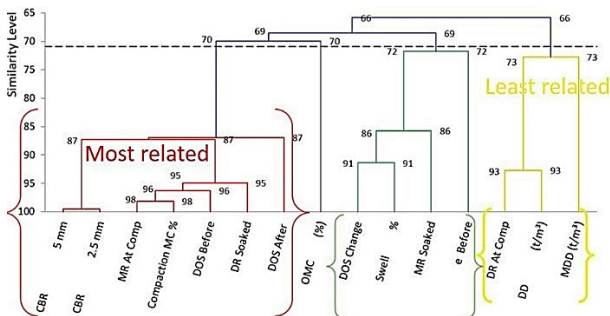 65
66
66
69
69
70
70
70
72
72
73
73
75
80
85
86
86
87
87
87
90
91
91
93
93
95
95
95
96
96
98
98
100
Similarity Level
Most related
Least related
5 mm
2.5 mm
MR At Comp
Compaction MC %
DOS Before
DR Soaked
DOS After
(%)
DOS Change
%
MR Soaked
e Before
DR At Comp
(t/m³)
MDD (t/m³)
CBR
CBR
OMC
Swell
DD